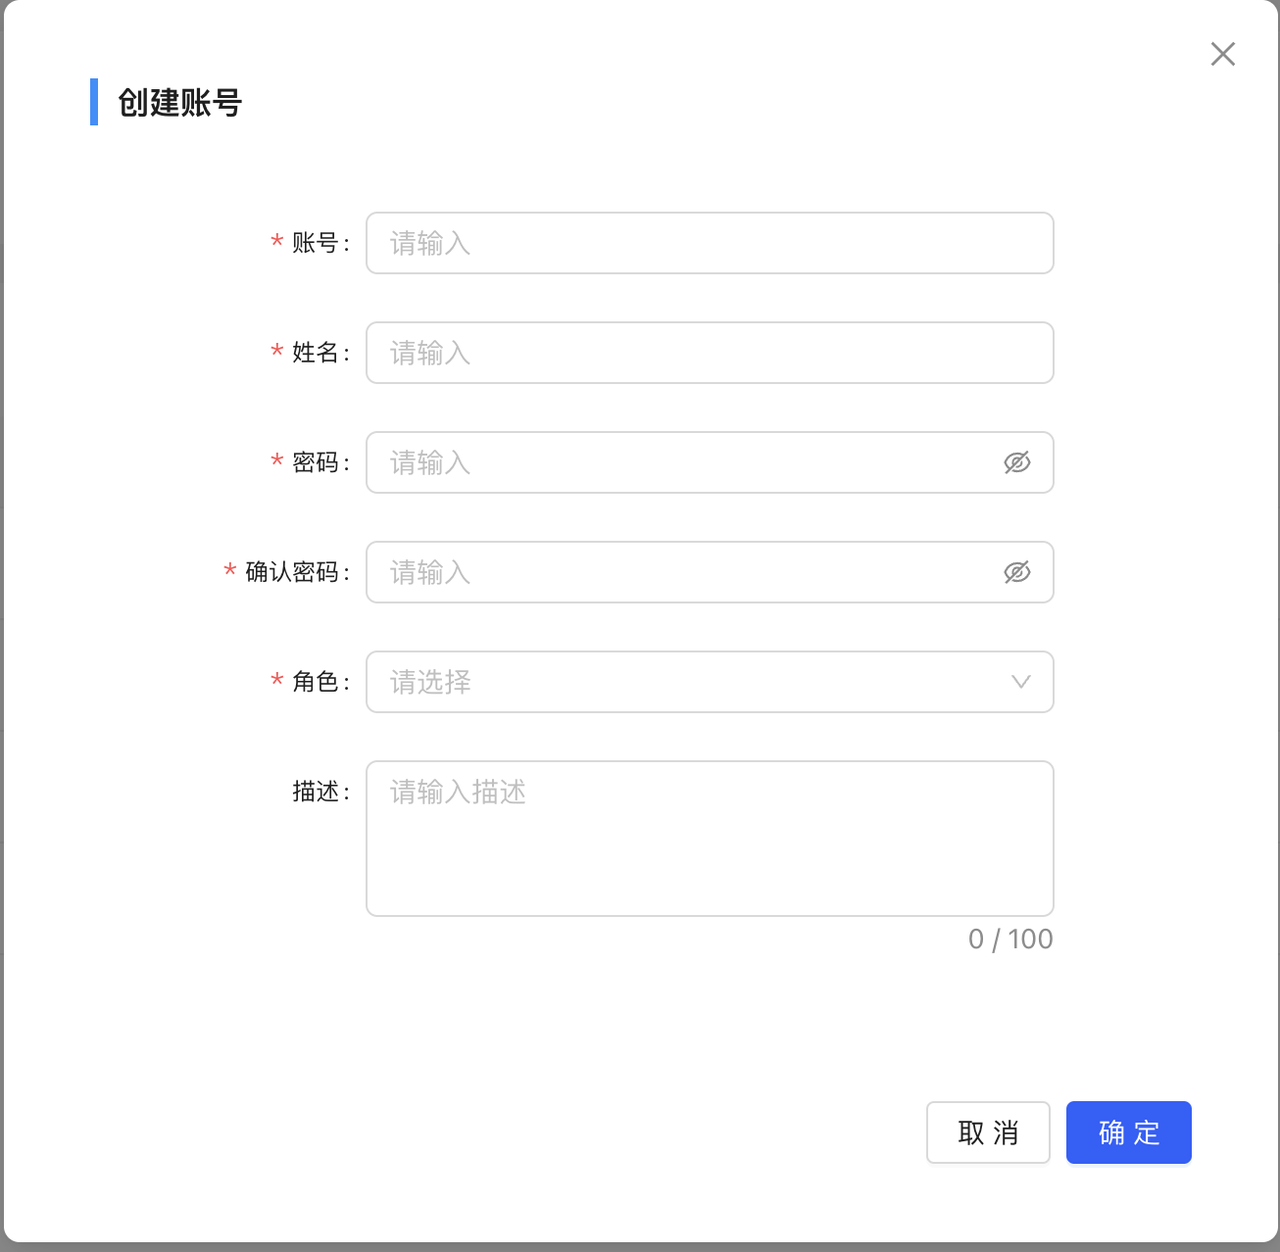 创建账号
* 账号: 请输入
* 姓名: 请输入
* 密码: 请输入
* 确认密码: 请输入
* 角色: 请选择
描述: 请输入描述
0 / 100
取 消 确 定